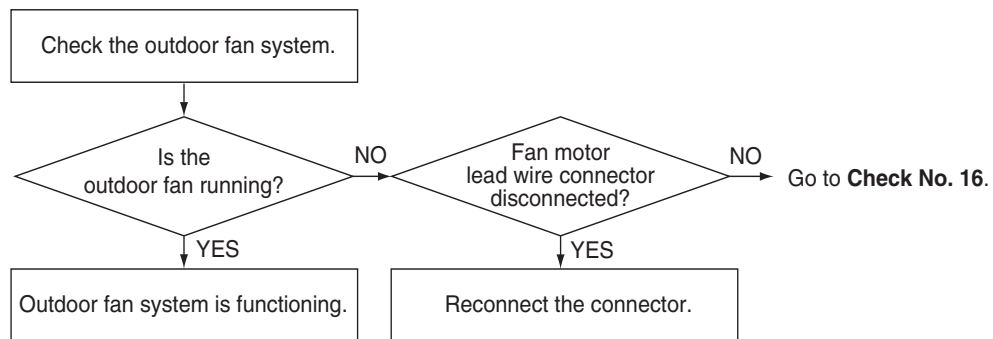 Check the outdoor fan system.
Is the
outdoor fan running?
NO
Fan motor
lead wire connector
disconnected?
NO
Go to Check No. 16.
YES
YES
Outdoor fan system is functioning.
Reconnect the connector.